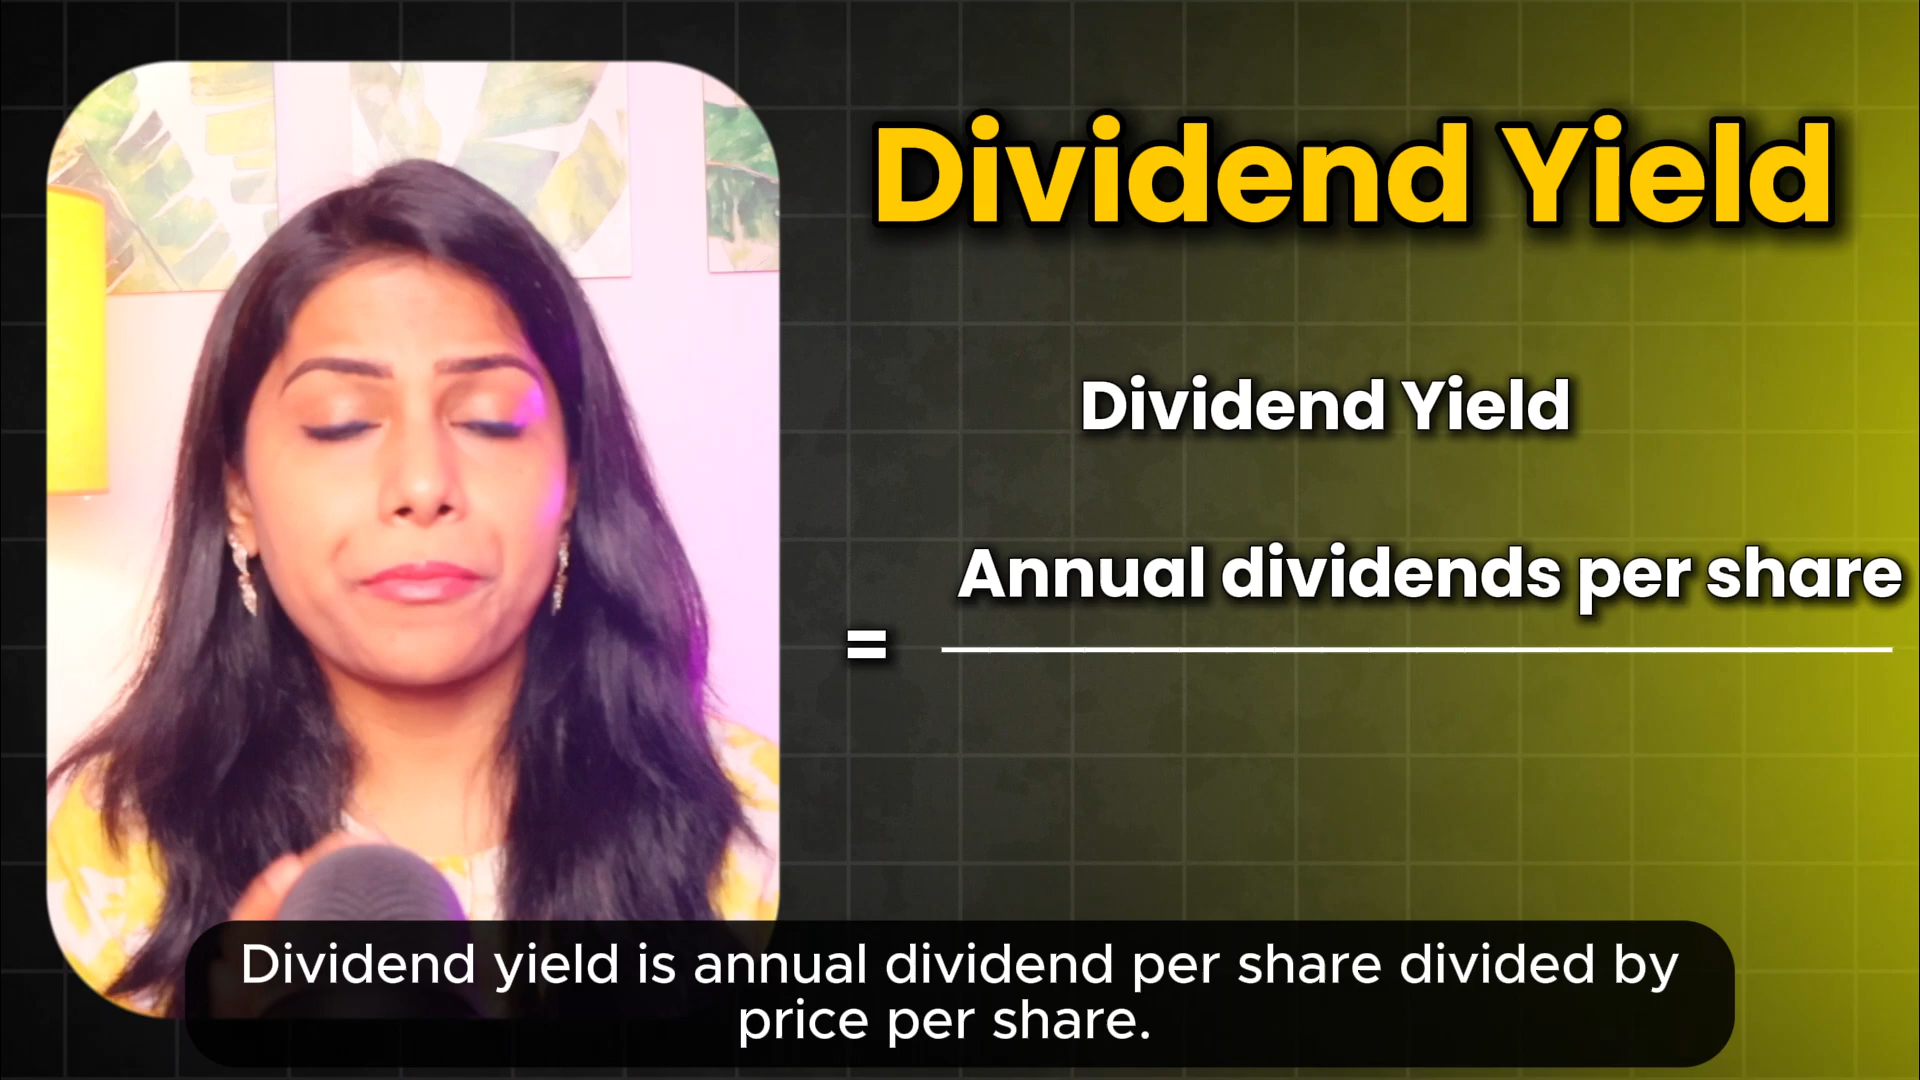 Dividend Yield
Dividend Yield
Annual dividends per share
=
Dividend yield is annual dividend per share divided by
price per share.